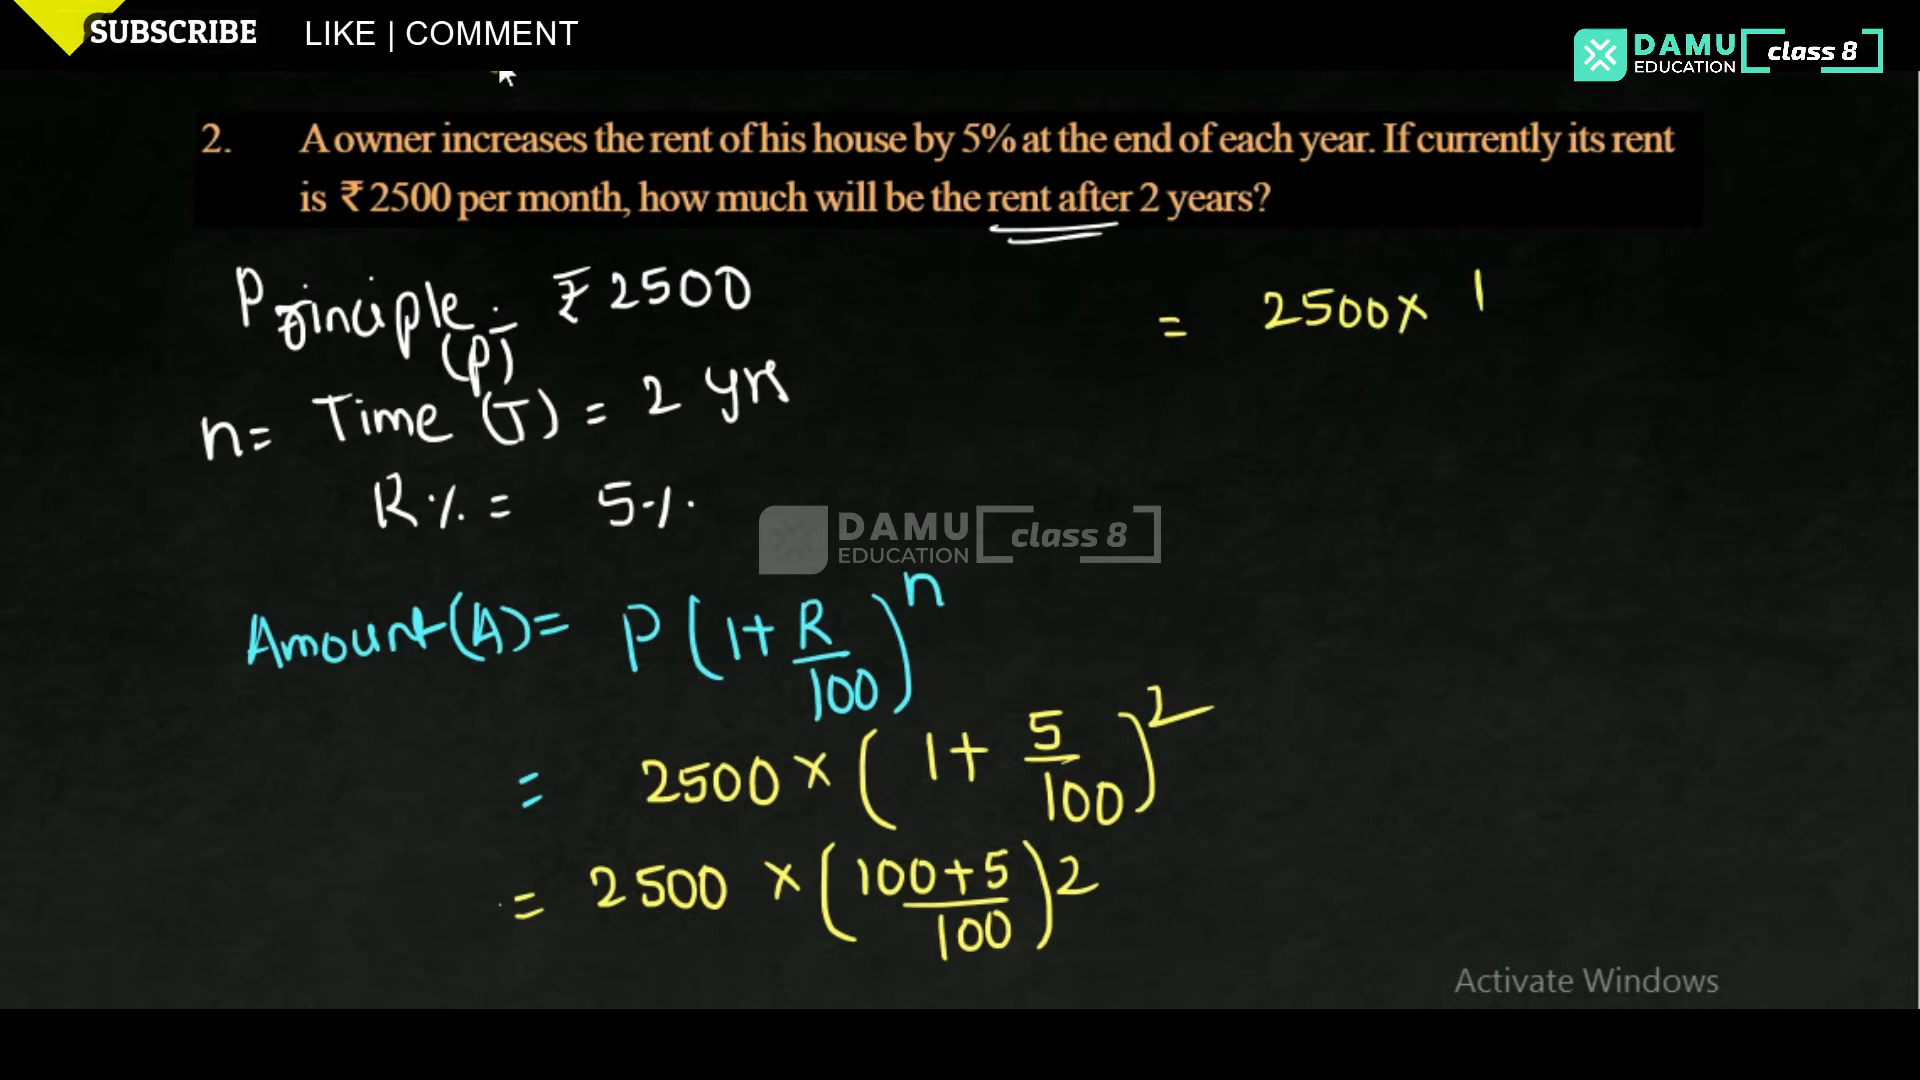 SUBSCRIBE LIKE | COMMENT
DAMU EDUCATION class 8
2. A owner increases the rent of his house by 5% at the end of each year. If currently its rent
is ₹ 2500 per month, how much will be the rent after 2 years?
Principle (P) - ₹ 2500
n = Time (T) = 2 yrs
R% = 5%
Amount(A) = P (1 + R/100)^n
= 2500 × (1 + 5/100)^2
= 2500 × (100+5/100)^2
= 2500 × 1
DAMU EDUCATION class 8
Activate Windows